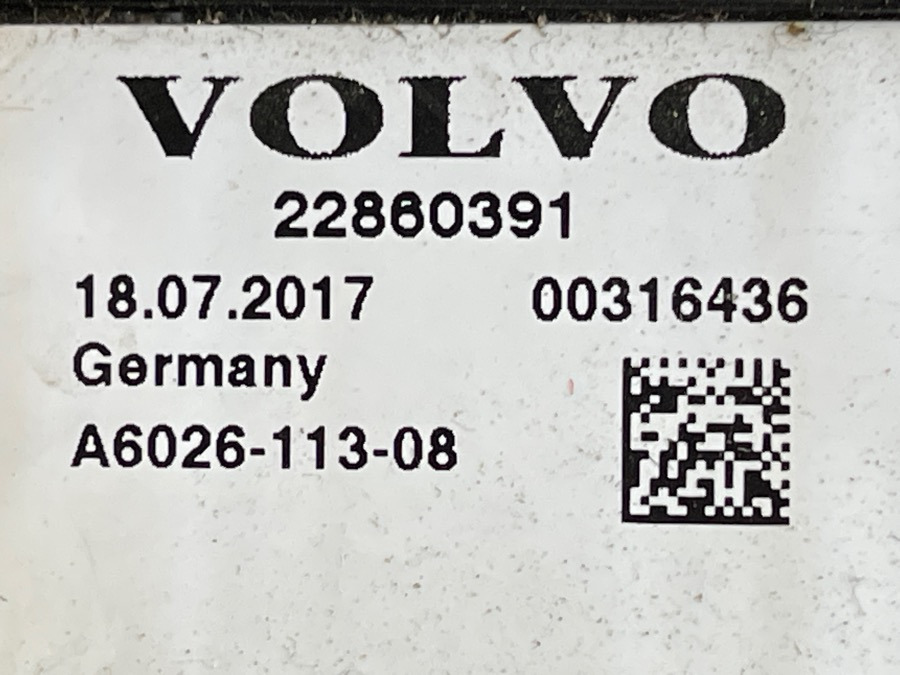 VOLVO
22860391
18.07.2017 00316436
Germany
A6026-113-08